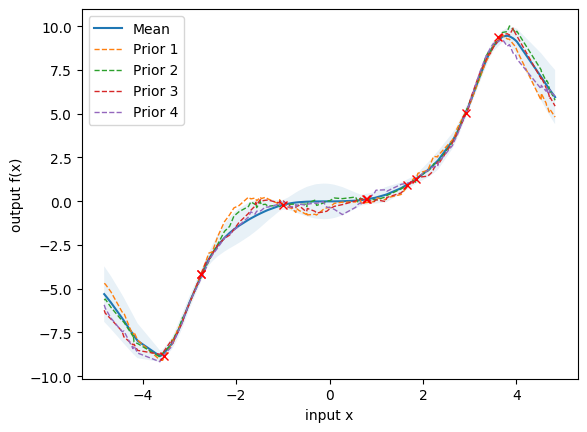 Mean
Prior 1
Prior 2
Prior 3
Prior 4
10.0
7.5
5.0
2.5
0.0
−2.5
−5.0
−7.5
−10.0
output f(x)
−4
−2
0
2
4
input x